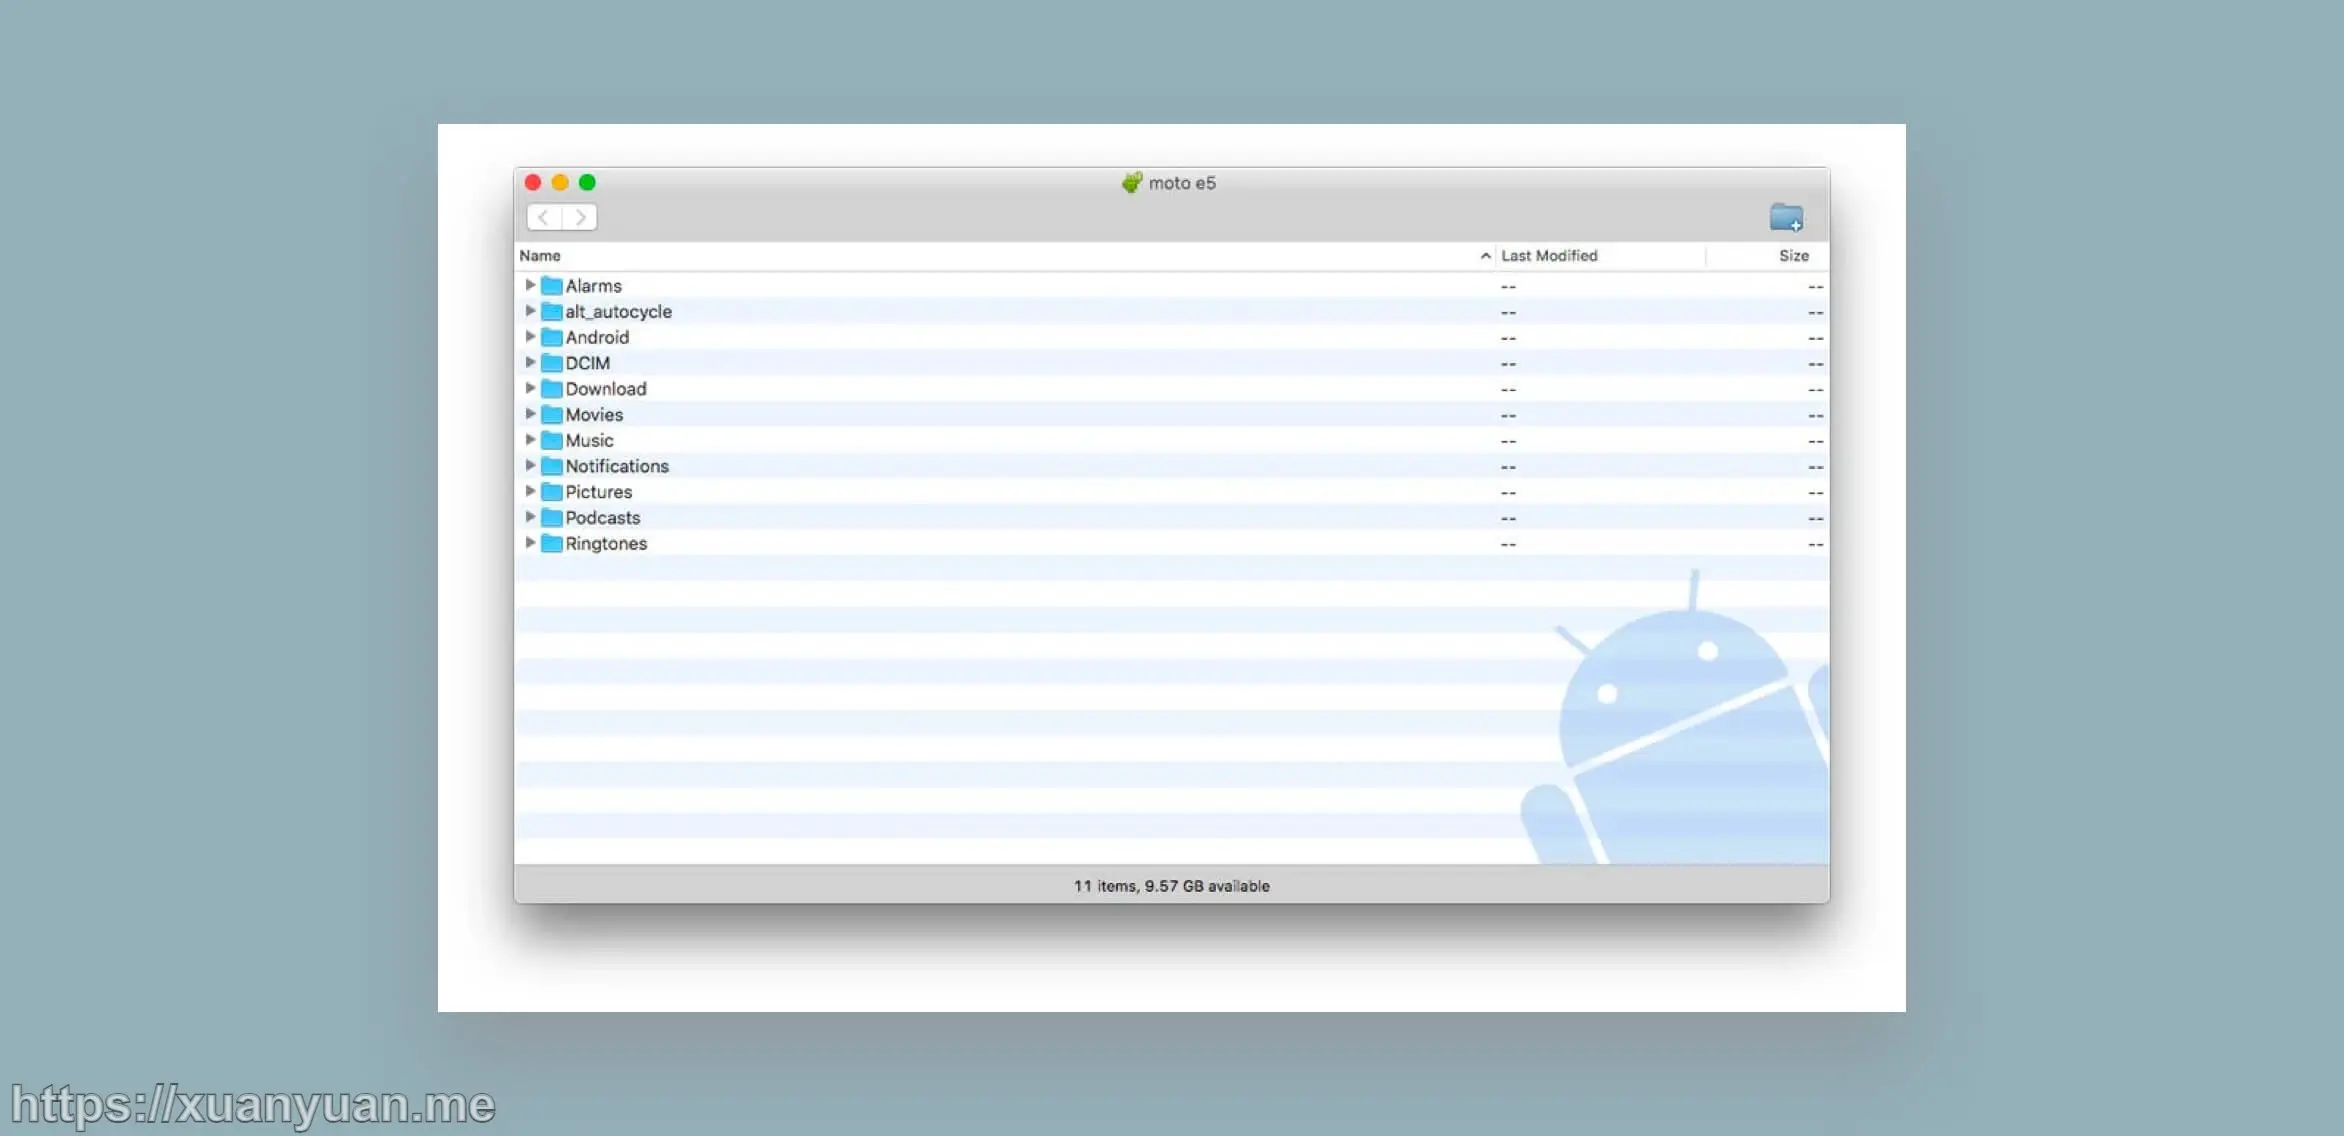 moto e5
Name Last Modified Size
Alarms -- --
alt_autocycle -- --
Android -- --
DCIM -- --
Download -- --
Movies -- --
Music -- --
Notifications -- --
Pictures -- --
Podcasts -- --
Ringtones -- --
11 items, 9.57 GB available
https://xuanyuan.me